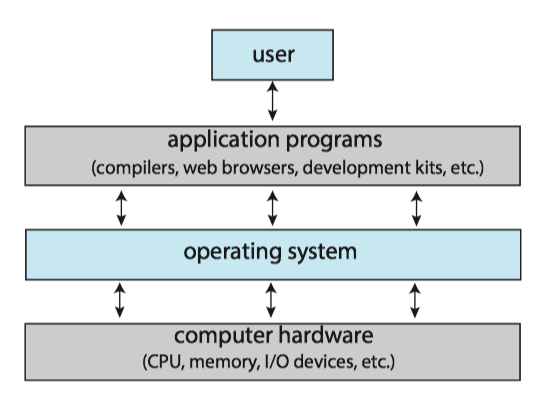 user
application programs
(compilers, web browsers, development kits, etc.)
operating system
computer hardware
(CPU, memory, I/O devices, etc.)